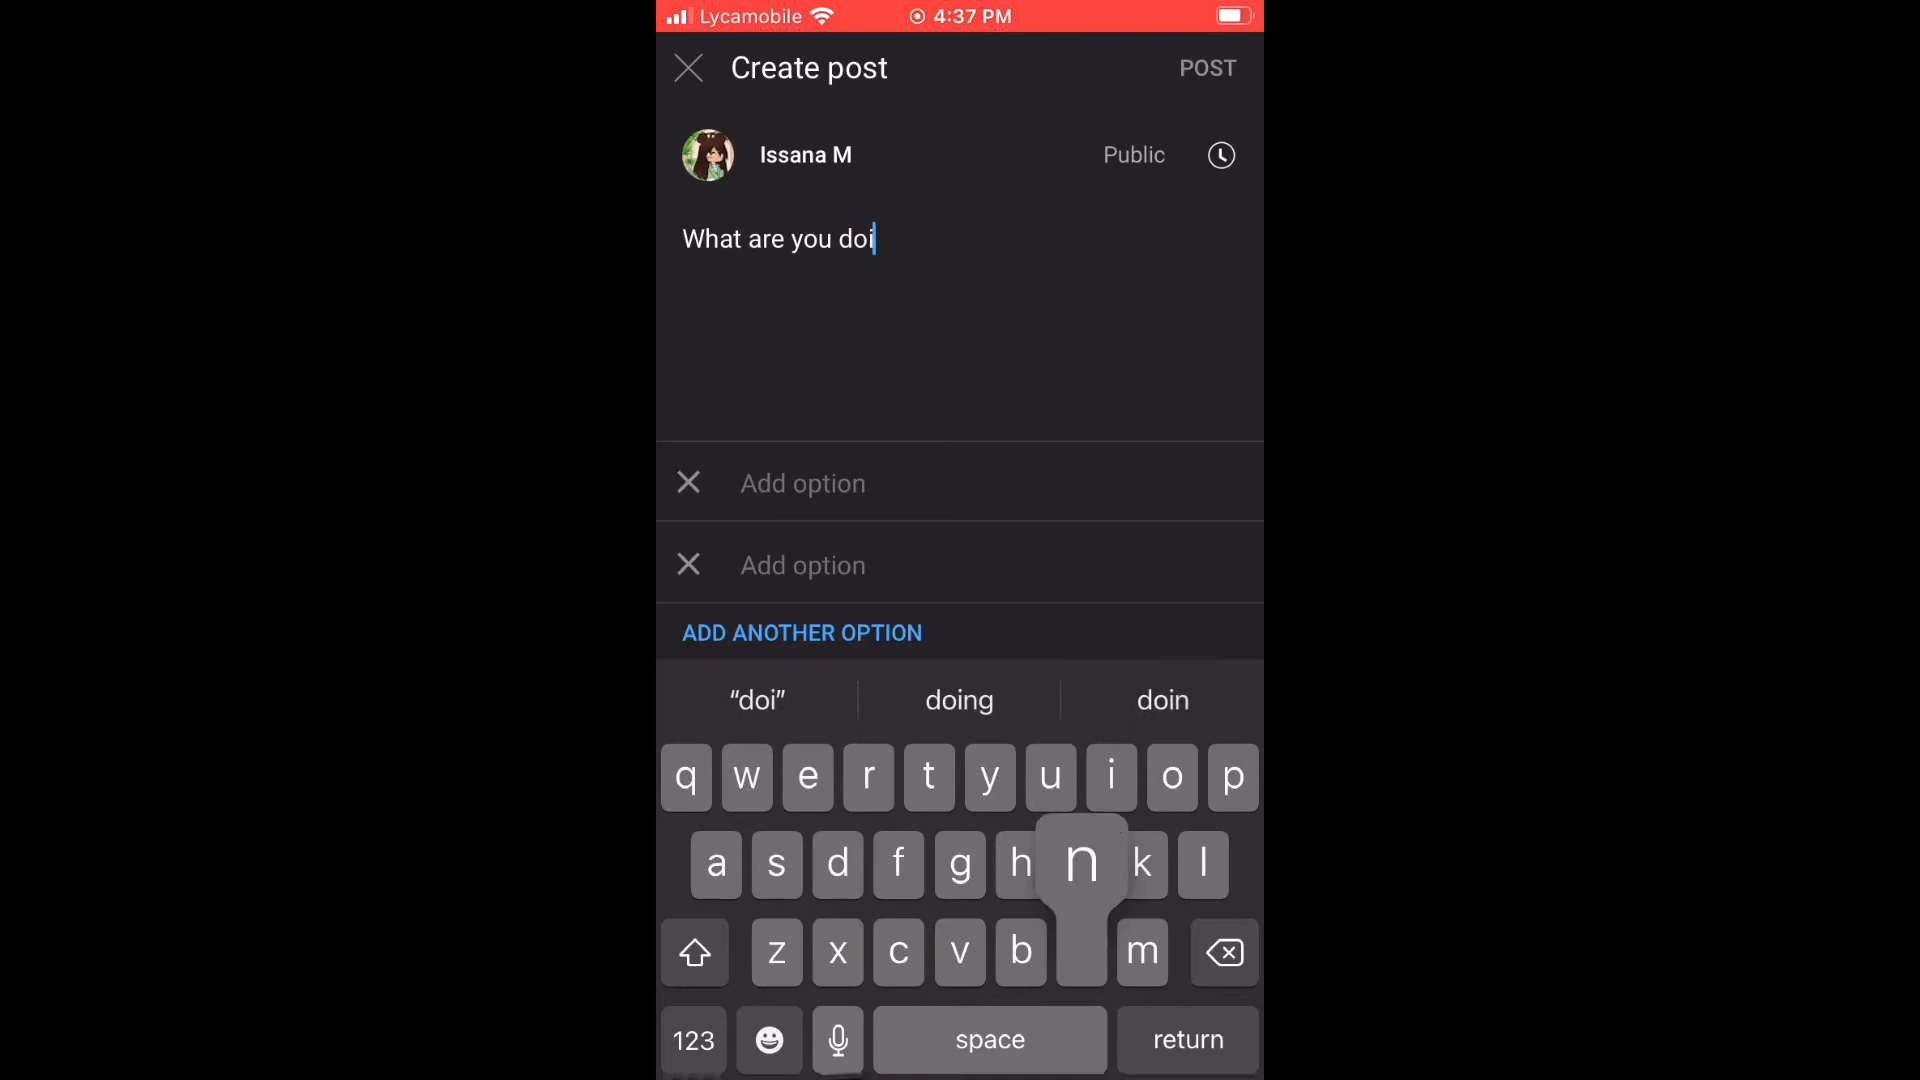 Lycamobile 4:37 PM
Create post POST
Issana M Public
What are you doi
Add option
Add option
ADD ANOTHER OPTION
“doi” doing doin
q w e r t y u i o p
a s d f g h n k l
z x c v b m
123 space return